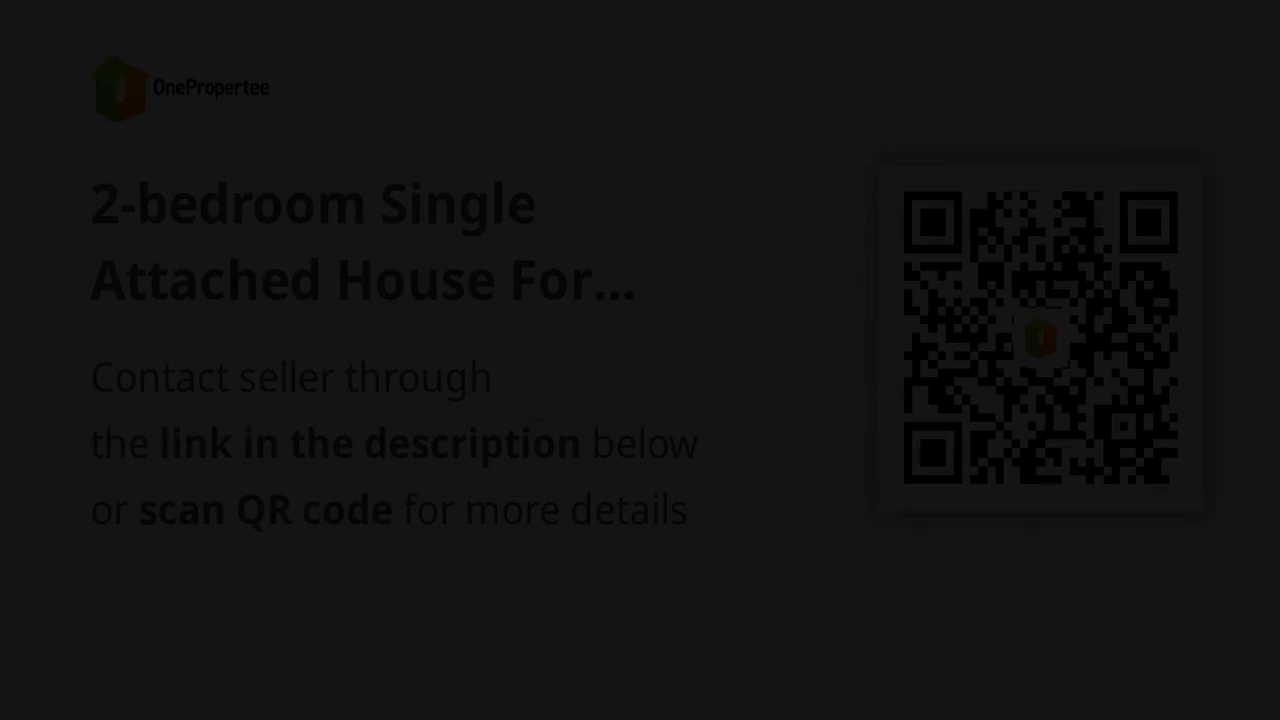 OnePropertee
2-bedroom Single
Attached House For...
Contact seller through
the link in the description below
or scan QR code for more details